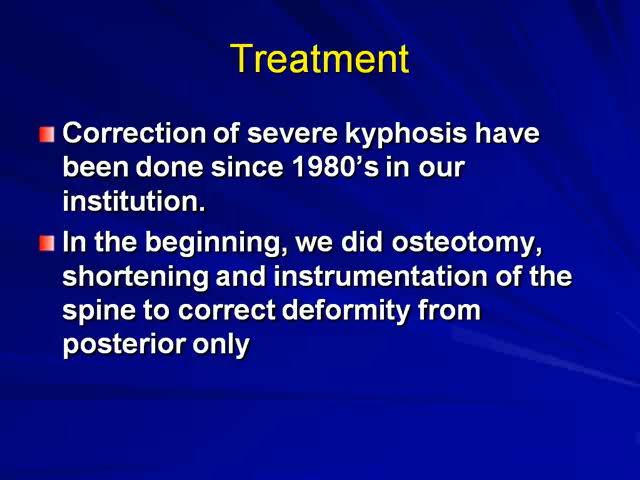 Treatment
Correction of severe kyphosis have
been done since 1980’s in our
institution.
In the beginning, we did osteotomy,
shortening and instrumentation of the
spine to correct deformity from
posterior only